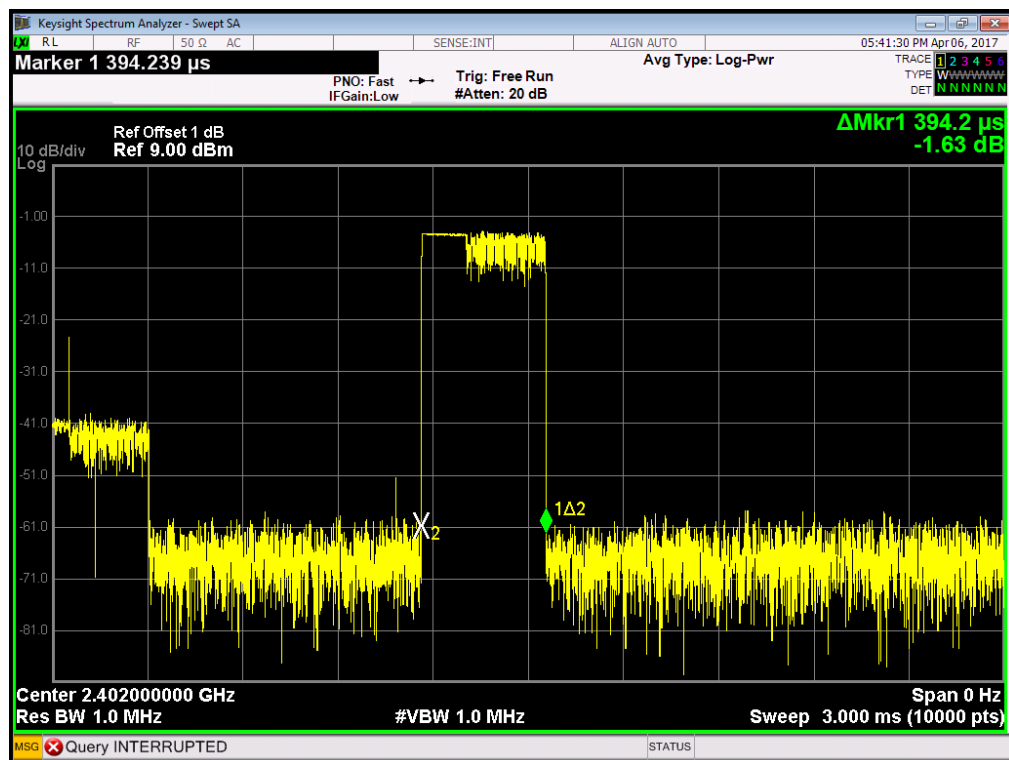 Keysight Spectrum Analyzer - Swept SA
LXI RL RF 50 Ω AC SENSE:INT ALIGN AUTO 05:41:30 PM Apr 06, 2017
Marker 1 394.239 µs
PNO: Fast
IFGain:Low
Trig: Free Run
#Atten: 20 dB
Avg Type: Log-Pwr
TRACE 1 2 3 4 5 6
TYPE WWWWWWW
DET N N N N N N
ΔMkr1 394.2 µs
-1.63 dB
Ref Offset 1 dB
10 dB/div Ref 9.00 dBm
Log
-1.00
-11.0
-21.0
-31.0
-41.0
-51.0
-61.0
-71.0
-81.0
X2
1Δ2
Center 2.402000000 GHz Span 0 Hz
Res BW 1.0 MHz #VBW 1.0 MHz Sweep 3.000 ms (10000 pts)
MSG Query INTERRUPTED STATUS